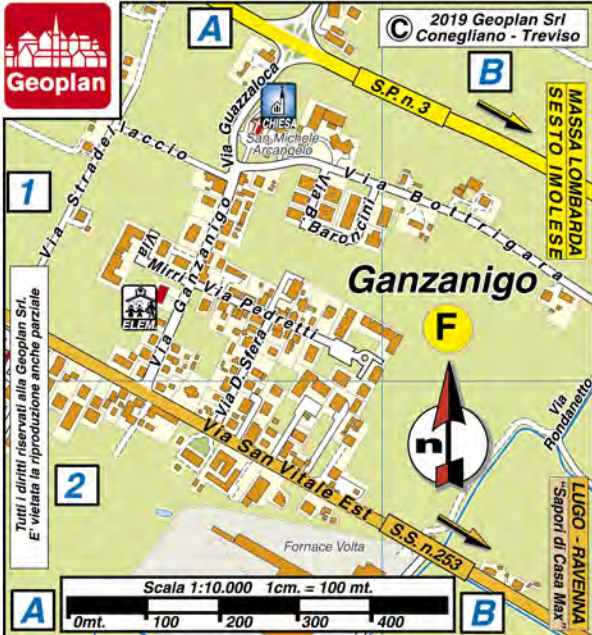 Geoplan
A
© 2019 Geoplan Srl
Conegliano - Treviso
B
S.P. n. 3
MASSA LOMBARDA
SESTO IMOLESE
Via Guazzaloca
CHIESA
San Michele
Arcangelo
Via Stradellaccio
1
Via Bottrigara
Via B.
Baroncini
Via Ganzanigo
Via
Mirri
Ganzanigo
F
ELEM.
Via Pedretti
Via D. Sfera
n
Via
Rondanetto
Tutti i diritti riservati alla Geoplan Srl.
E' vietata la riproduzione anche parziale
2
Via San Vitale Est
S.S. n.253
LUGO - RAVENNA
"Sapori di Casa Max"
Fornace Volta
Scala 1:10.000 1cm. = 100 mt.
0mt. 100 200 300 400
A
B